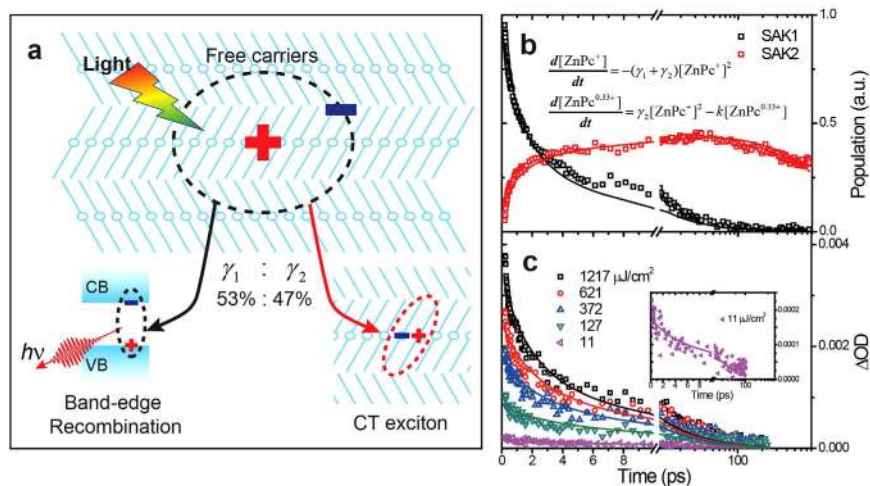 a
Free carriers
Light
γ₁ : γ₂
53% : 47%
CB
hν
VB
Band-edge
Recombination
CT exciton
b
SAK1
SAK2
d[ZnPc⁺]/dt = −(γ₁ + γ₂)[ZnPc⁺]²
d[ZnPc⁰·³³⁺]/dt = γ₂[ZnPc⁺]² − k[ZnPc⁰·³³⁺]
1.0
0.5
0.0
Population (a.u.)
c
1217 μJ/cm²
621
372
127
11
11 μJ/cm²
0.0002
0.0001
0.0000
0 2 4 6 8 100
Time (ps)
0.004
0.002
0.000
ΔOD
0 2 4 6 8 100
Time (ps)